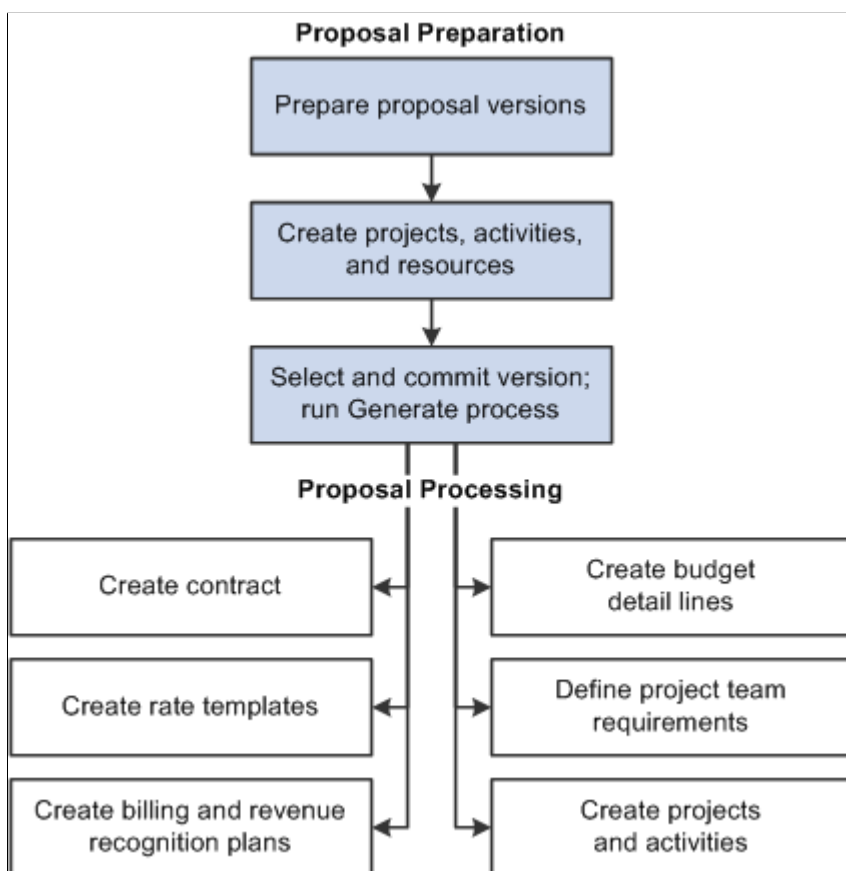 Proposal Preparation
Prepare proposal versions
Create projects, activities,
and resources
Select and commit version;
run Generate process
Proposal Processing
Create contract
Create budget
detail lines
Create rate templates
Define project team
requirements
Create billing and revenue
recognition plans
Create projects
and activities